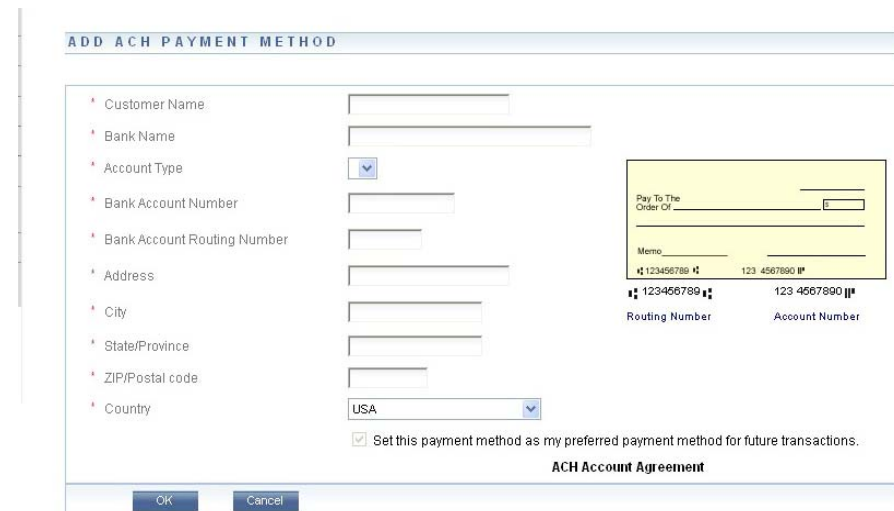 ADD ACH PAYMENT METHOD
* Customer Name
* Bank Name
* Account Type
* Bank Account Number
* Bank Account Routing Number
* Address
* City
* State/Province
* ZIP/Postal code
* Country USA
Pay To The
Order Of $
Memo
⑆123456789⑆ 123 4567890⑈
⑆123456789⑆ 123 4567890⑈
Routing Number Account Number
Set this payment method as my preferred payment method for future transactions.
ACH Account Agreement
OK Cancel